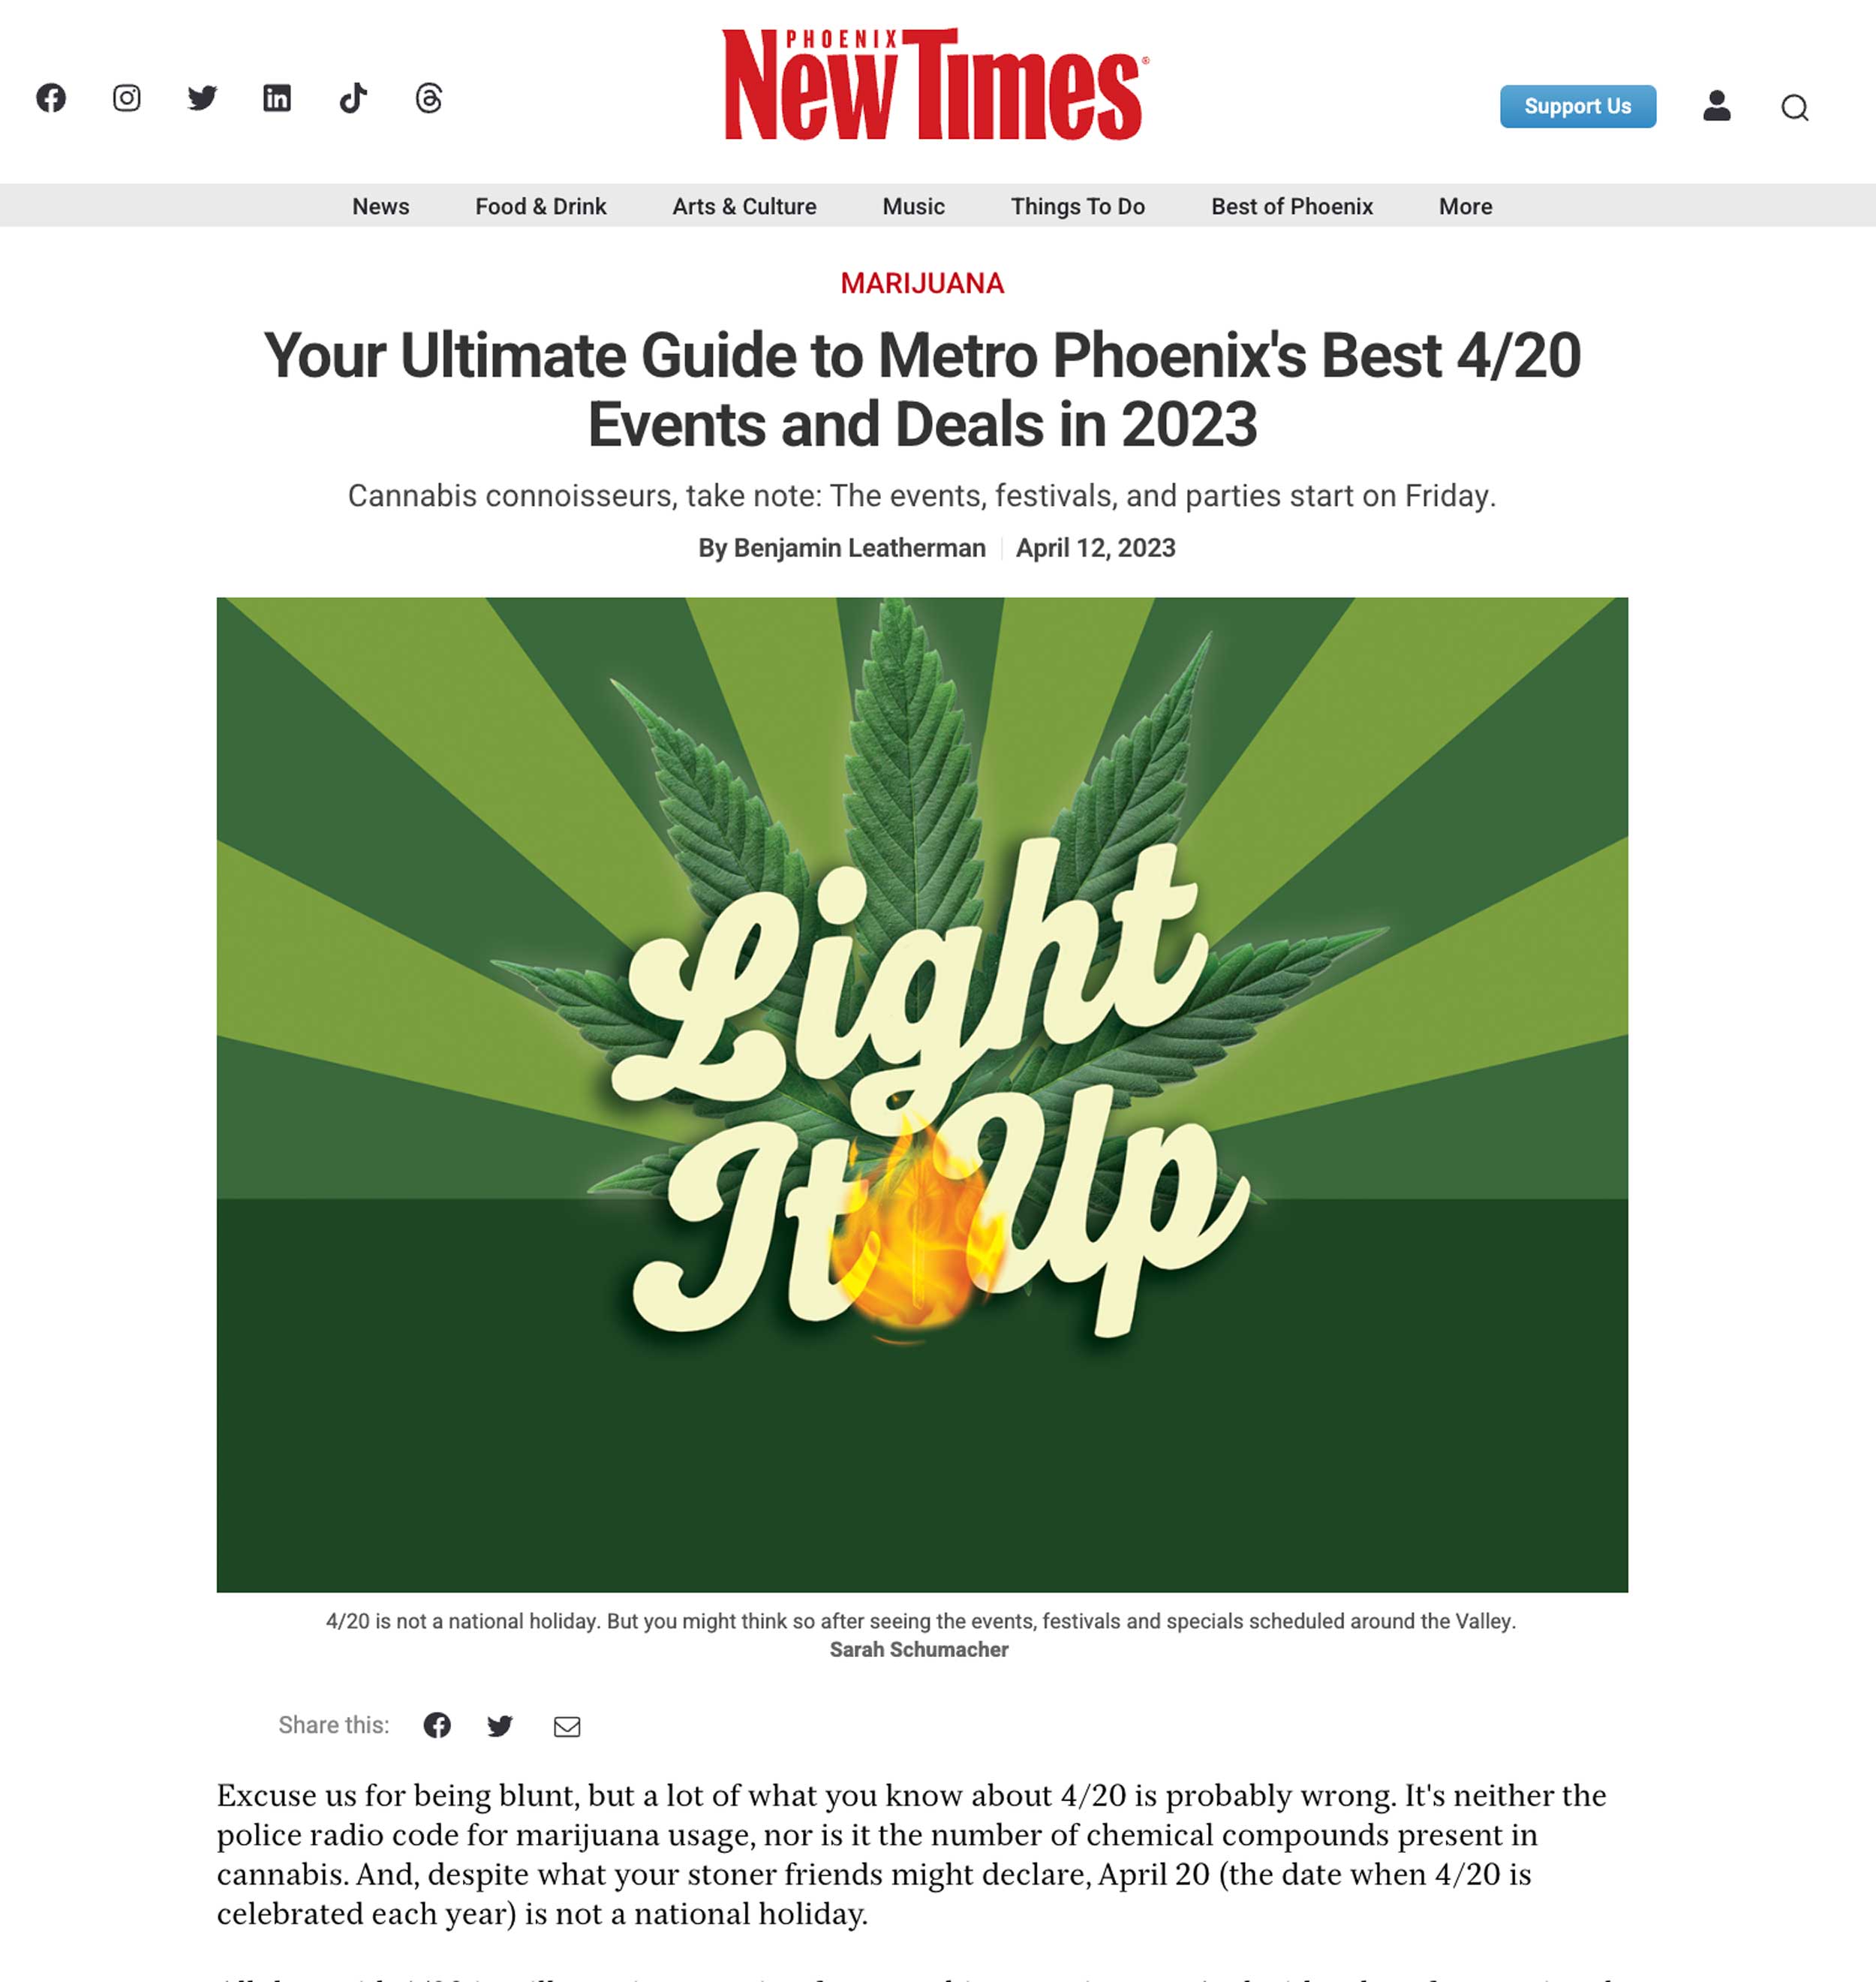 PHOENIX
New Times®
Support Us
News Food & Drink Arts & Culture Music Things To Do Best of Phoenix More
MARIJUANA
Your Ultimate Guide to Metro Phoenix's Best 4/20
Events and Deals in 2023
Cannabis connoisseurs, take note: The events, festivals, and parties start on Friday.
By Benjamin Leatherman April 12, 2023
Light
It Up
4/20 is not a national holiday. But you might think so after seeing the events, festivals and specials scheduled around the Valley.
Sarah Schumacher
Share this:
Excuse us for being blunt, but a lot of what you know about 4/20 is probably wrong. It's neither the
police radio code for marijuana usage, nor is it the number of chemical compounds present in
cannabis. And, despite what your stoner friends might declare, April 20 (the date when 4/20 is
celebrated each year) is not a national holiday.